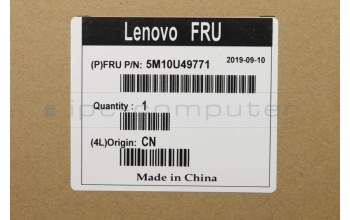 Lenovo FRU
(P)FRU P/N: 5M10U49771 2019-09-10
Quantity : 1
(4L)Origin: CN
Made in China